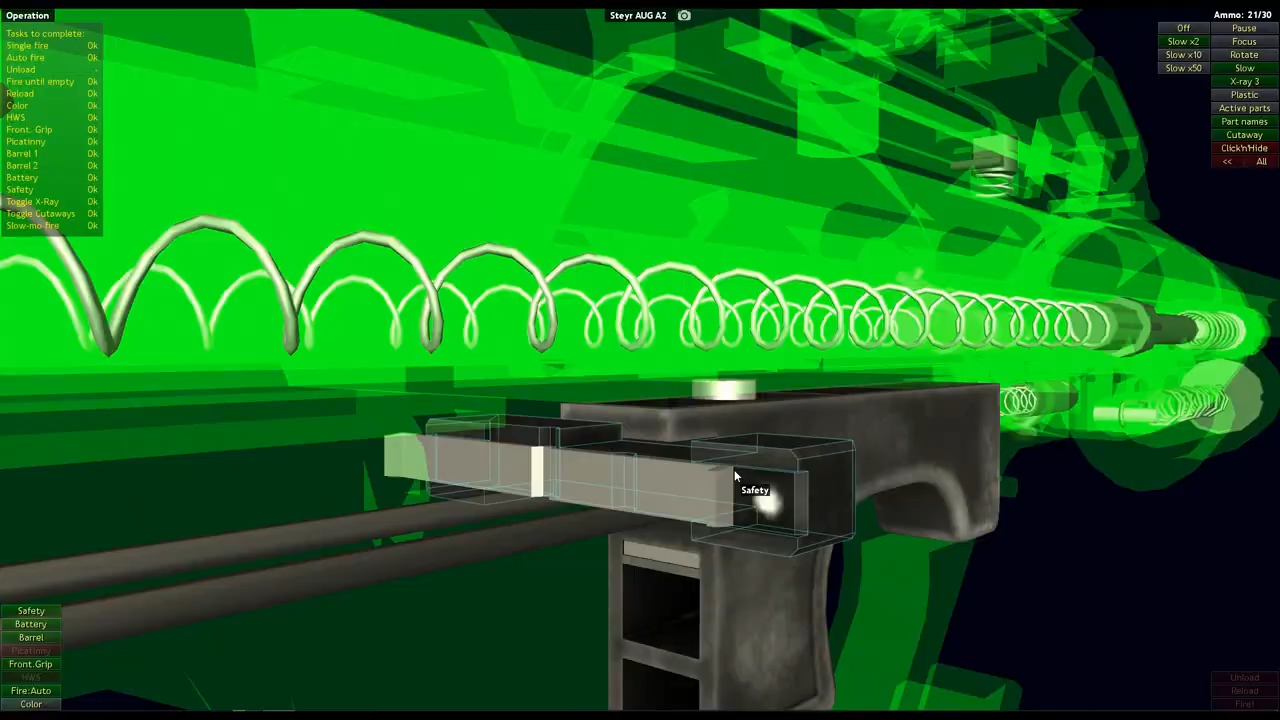 Operation
Steyr AUG A2
Ammo: 21/30
Tasks to complete:
Single fire Ok
Auto fire Ok
Unload -
Fire until empty Ok
Reload Ok
Color Ok
HWS Ok
Front. Grip Ok
Picatinny Ok
Barrel 1 Ok
Barrel 2 Ok
Battery Ok
Safety Ok
Toggle X-Ray Ok
Toggle Cutaways Ok
Slow-mo fire Ok
Off
Slow x2
Slow x10
Slow x50
Pause
Focus
Rotate
Slow
X-ray 3
Plastic
Active parts
Part names
Cutaway
Click'n'Hide
<< All
Safety
Safety
Battery
Barrel
Picatinny
Front.Grip
HWS
Fire:Auto
Color
Unload
Reload
Fire!